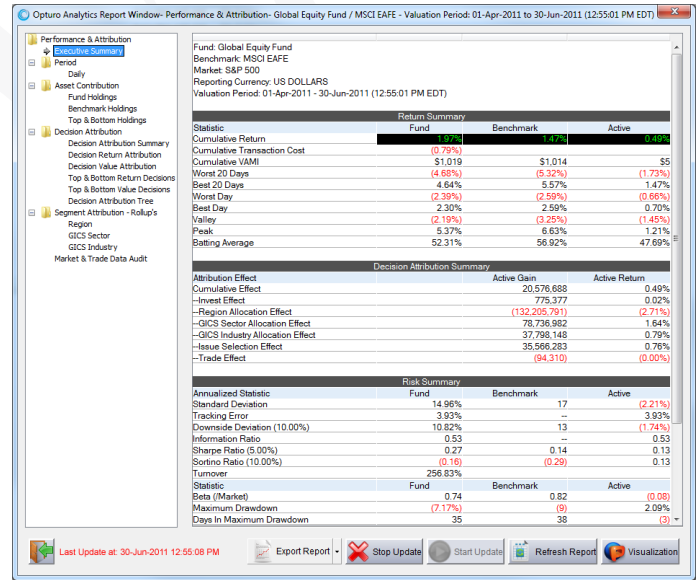 Opturo Analytics Report Window- Performance & Attribution- Global Equity Fund / MSCI EAFE - Valuation Period: 01-Apr-2011 to 30-Jun-2011 (12:55:01 PM EDT)
Performance & Attribution
Executive Summary
Period
Daily
Asset Contribution
Fund Holdings
Benchmark Holdings
Top & Bottom Holdings
Decision Attribution
Decision Attribution Summary
Decision Return Attribution
Decision Value Attribution
Top & Bottom Return Decisions
Top & Bottom Value Decisions
Decision Attribution Tree
Segment Attribution - Rollup's
Region
GICS Sector
GICS Industry
Market & Trade Data Audit
Fund: Global Equity Fund
Benchmark: MSCI EAFE
Market: S&P 500
Reporting Currency: US DOLLARS
Valuation Period: 01-Apr-2011 - 30-Jun-2011 (12:55:01 PM EDT)
Return Summary
Statistic Fund Benchmark Active
Cumulative Return 1.97% 1.47% 0.49%
Cumulative Transaction Cost (0.79%)
Cumulative VAMI $1,019 $1,014 $5
Worst 20 Days (4.68%) (5.32%) (1.73%)
Best 20 Days 4.64% 5.57% 1.47%
Worst Day (2.39%) (2.59%) (0.66%)
Best Day 2.30% 2.59% 0.70%
Valley (2.19%) (3.25%) (1.45%)
Peak 5.37% 6.63% 1.21%
Batting Average 52.31% 56.92% 47.69%
Decision Attribution Summary
Attribution Effect Active Gain Active Return
Cumulative Effect 20,576,688 0.49%
--Invest Effect 775,377 0.02%
--Region Allocation Effect (132,205,791) (2.71%)
--GICS Sector Allocation Effect 78,736,982 1.64%
--GICS Industry Allocation Effect 37,798,148 0.79%
--Issue Selection Effect 35,566,283 0.76%
--Trade Effect (94,310) (0.00%)
Risk Summary
Annualized Statistic Fund Benchmark Active
Standard Deviation 14.96% 17 (2.21%)
Tracking Error 3.93% -- 3.93%
Downside Deviation (10.00%) 10.82% 13 (1.74%)
Information Ratio 0.53 -- 0.53
Sharpe Ratio (5.00%) 0.27 0.14 0.13
Sortino Ratio (10.00%) (0.16) (0.29) 0.13
Turnover 256.83%
Statistic Fund Benchmark Active
Beta (/Market) 0.74 0.82 (0.08)
Maximum Drawdown (7.17%) (9) 2.09%
Days In Maximum Drawdown 35 38 (3)
Last Update at: 30-Jun-2011 12:55:08 PM
Export Report
Stop Update
Start Update
Refresh Report
Visualization